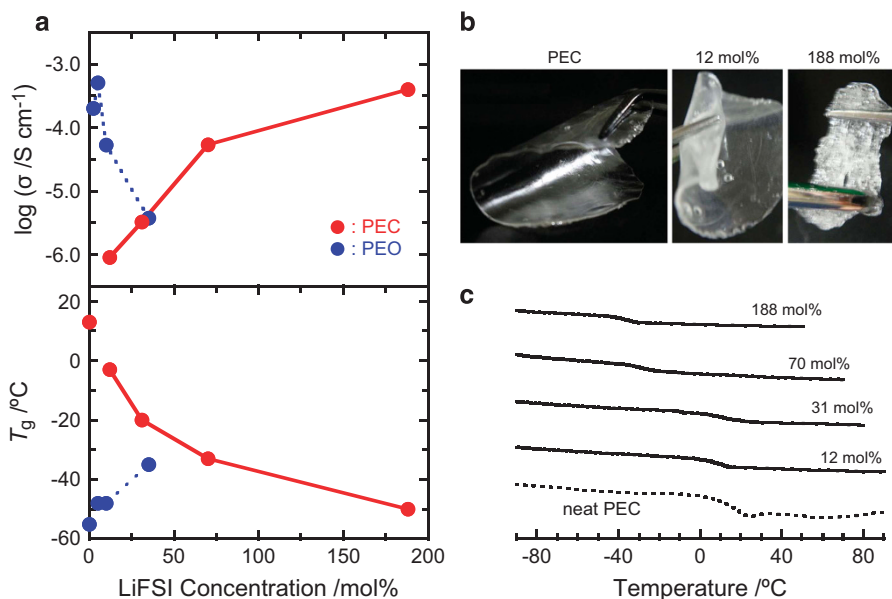 a
-3.0
-4.0
-5.0
-6.0
log (σ /S cm⁻¹)
: PEC
: PEO
20
0
-20
-40
-60
Tg /ºC
0 50 100 150 200
LiFSI Concentration /mol%
b
PEC 12 mol% 188 mol%
c
188 mol%
70 mol%
31 mol%
12 mol%
neat PEC
-80 -40 0 40 80
Temperature /ºC